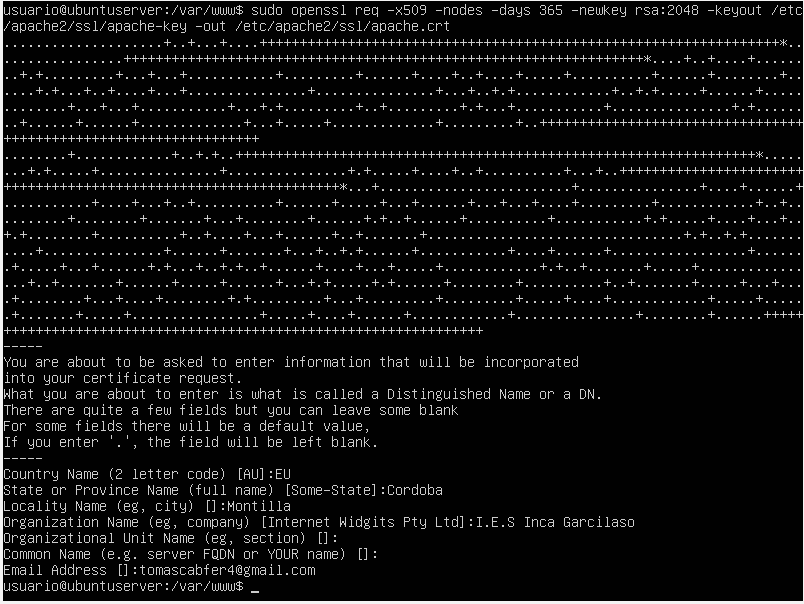 usuario@ubuntuserver:/var/www$ sudo openssl req -x509 -nodes -days 365 -newkey rsa:2048 -keyout /etc
/apache2/ssl/apache-key -out /etc/apache2/ssl/apache.crt
-----
You are about to be asked to enter information that will be incorporated
into your certificate request.
What you are about to enter is what is called a Distinguished Name or a DN.
There are quite a few fields but you can leave some blank
For some fields there will be a default value,
If you enter '.', the field will be left blank.
-----
Country Name (2 letter code) [AU]:EU
State or Province Name (full name) [Some-State]:Cordoba
Locality Name (eg, city) []:Montilla
Organization Name (eg, company) [Internet Widgits Pty Ltd]:I.E.S Inca Garcilaso
Organizational Unit Name (eg, section) []:
Common Name (e.g. server FQDN or YOUR name) []:
Email Address []:tomascabfer4@gmail.com
usuario@ubuntuserver:/var/www$ _